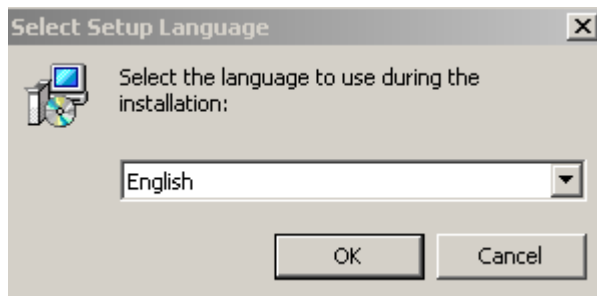 Select Setup Language
Select the language to use during the
installation:
English
OK
Cancel